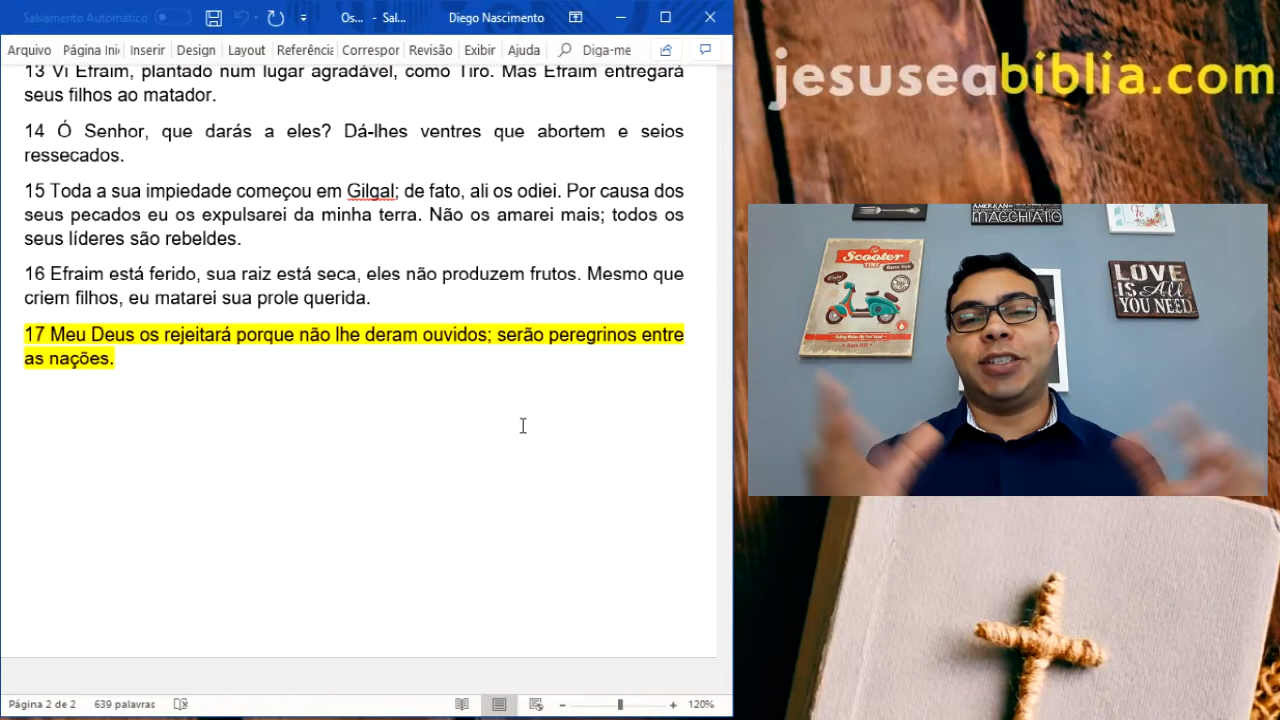 Salvamento Automático
Os... - Sal...
Diego Nascimento
Arquivo Página Ini Inserir Design Layout Referência Correspor Revisão Exibir Ajuda Diga-me
13 Vi Efraim, plantado num lugar agradável, como Tiro. Mas Efraim entregará
seus filhos ao matador.
14 Ó Senhor, que darás a eles? Dá-lhes ventres que abortem e seios
ressecados.
15 Toda a sua impiedade começou em Gilgal; de fato, ali os odiei. Por causa dos
seus pecados eu os expulsarei da minha terra. Não os amarei mais; todos os
seus líderes são rebeldes.
16 Efraim está ferido, sua raiz está seca, eles não produzem frutos. Mesmo que
criem filhos, eu matarei sua prole querida.
17 Meu Deus os rejeitará porque não lhe deram ouvidos; serão peregrinos entre
as nações.
Página 2 de 2 639 palavras
120%
jesuseabiblia.com
AMERICANO
MACCHIATO
Fé
Scooter
Enjoy!
LOVE
IS All
YOU NEED.